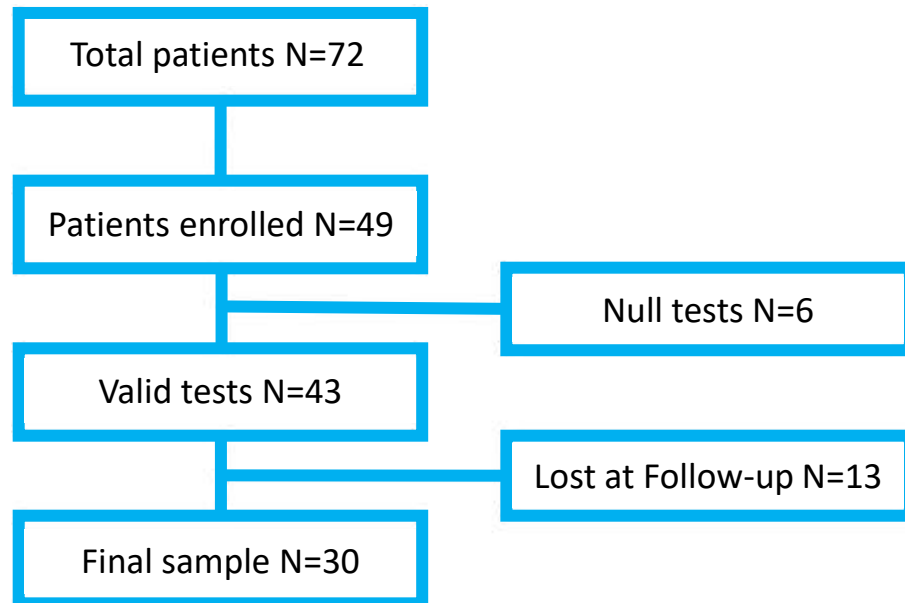 Total patients N=72
Patients enrolled N=49
Null tests N=6
Valid tests N=43
Lost at Follow-up N=13
Final sample N=30